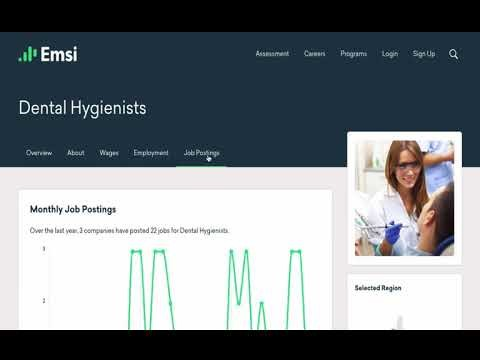 Emsi
Assessment Careers Programs Login Sign Up
Dental Hygienists
Overview About Wages Employment Job Postings
Monthly Job Postings
Over the last year, 3 companies have posted 22 jobs for Dental Hygienists.
3
2
Selected Region